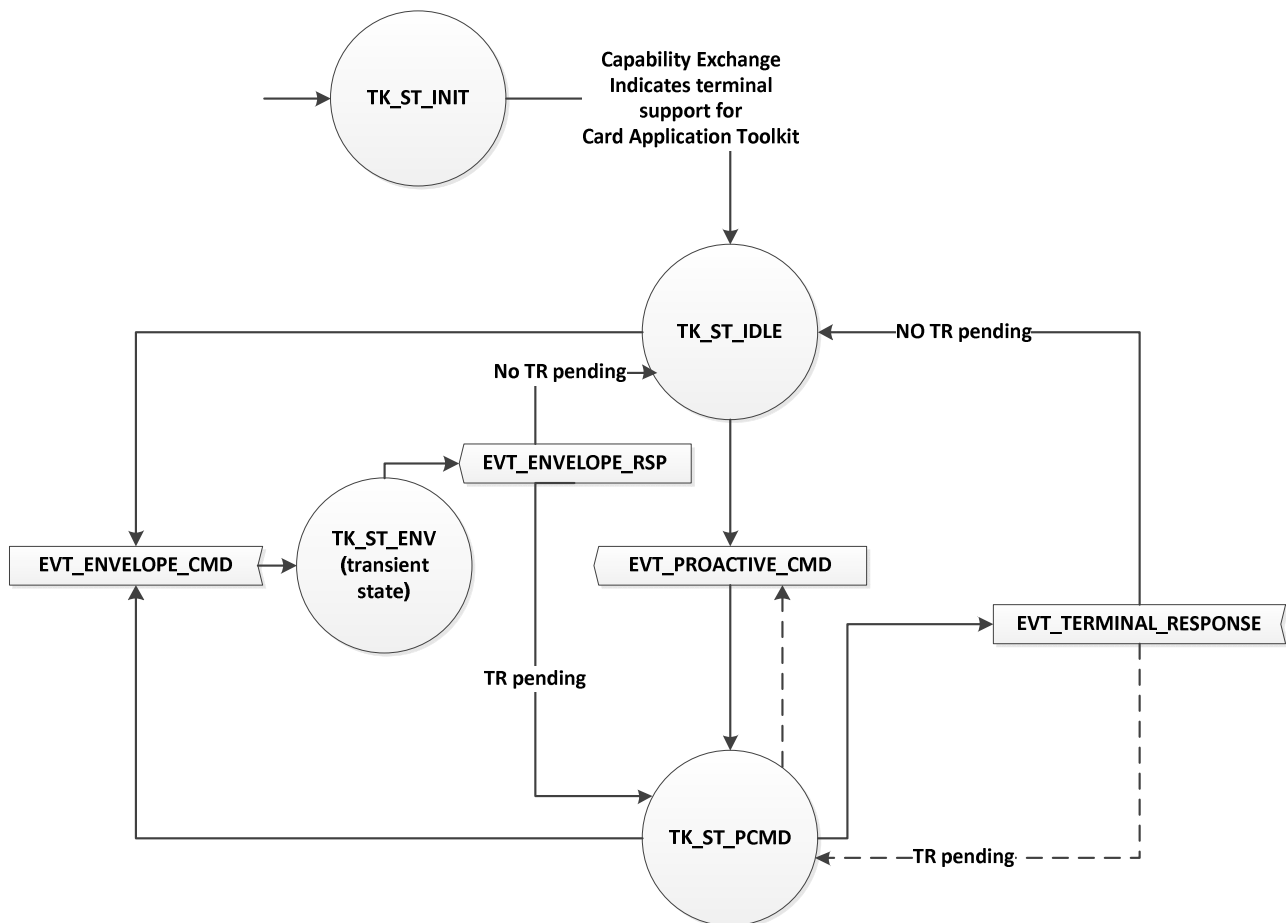 TK_ST_INIT
Capability Exchange
Indicates terminal
support for
Card Application Toolkit
TK_ST_IDLE
NO TR pending
No TR pending
EVT_ENVELOPE_RSP
TK_ST_ENV
(transient
state)
EVT_ENVELOPE_CMD
EVT_PROACTIVE_CMD
EVT_TERMINAL_RESPONSE
TR pending
TK_ST_PCMD
TR pending